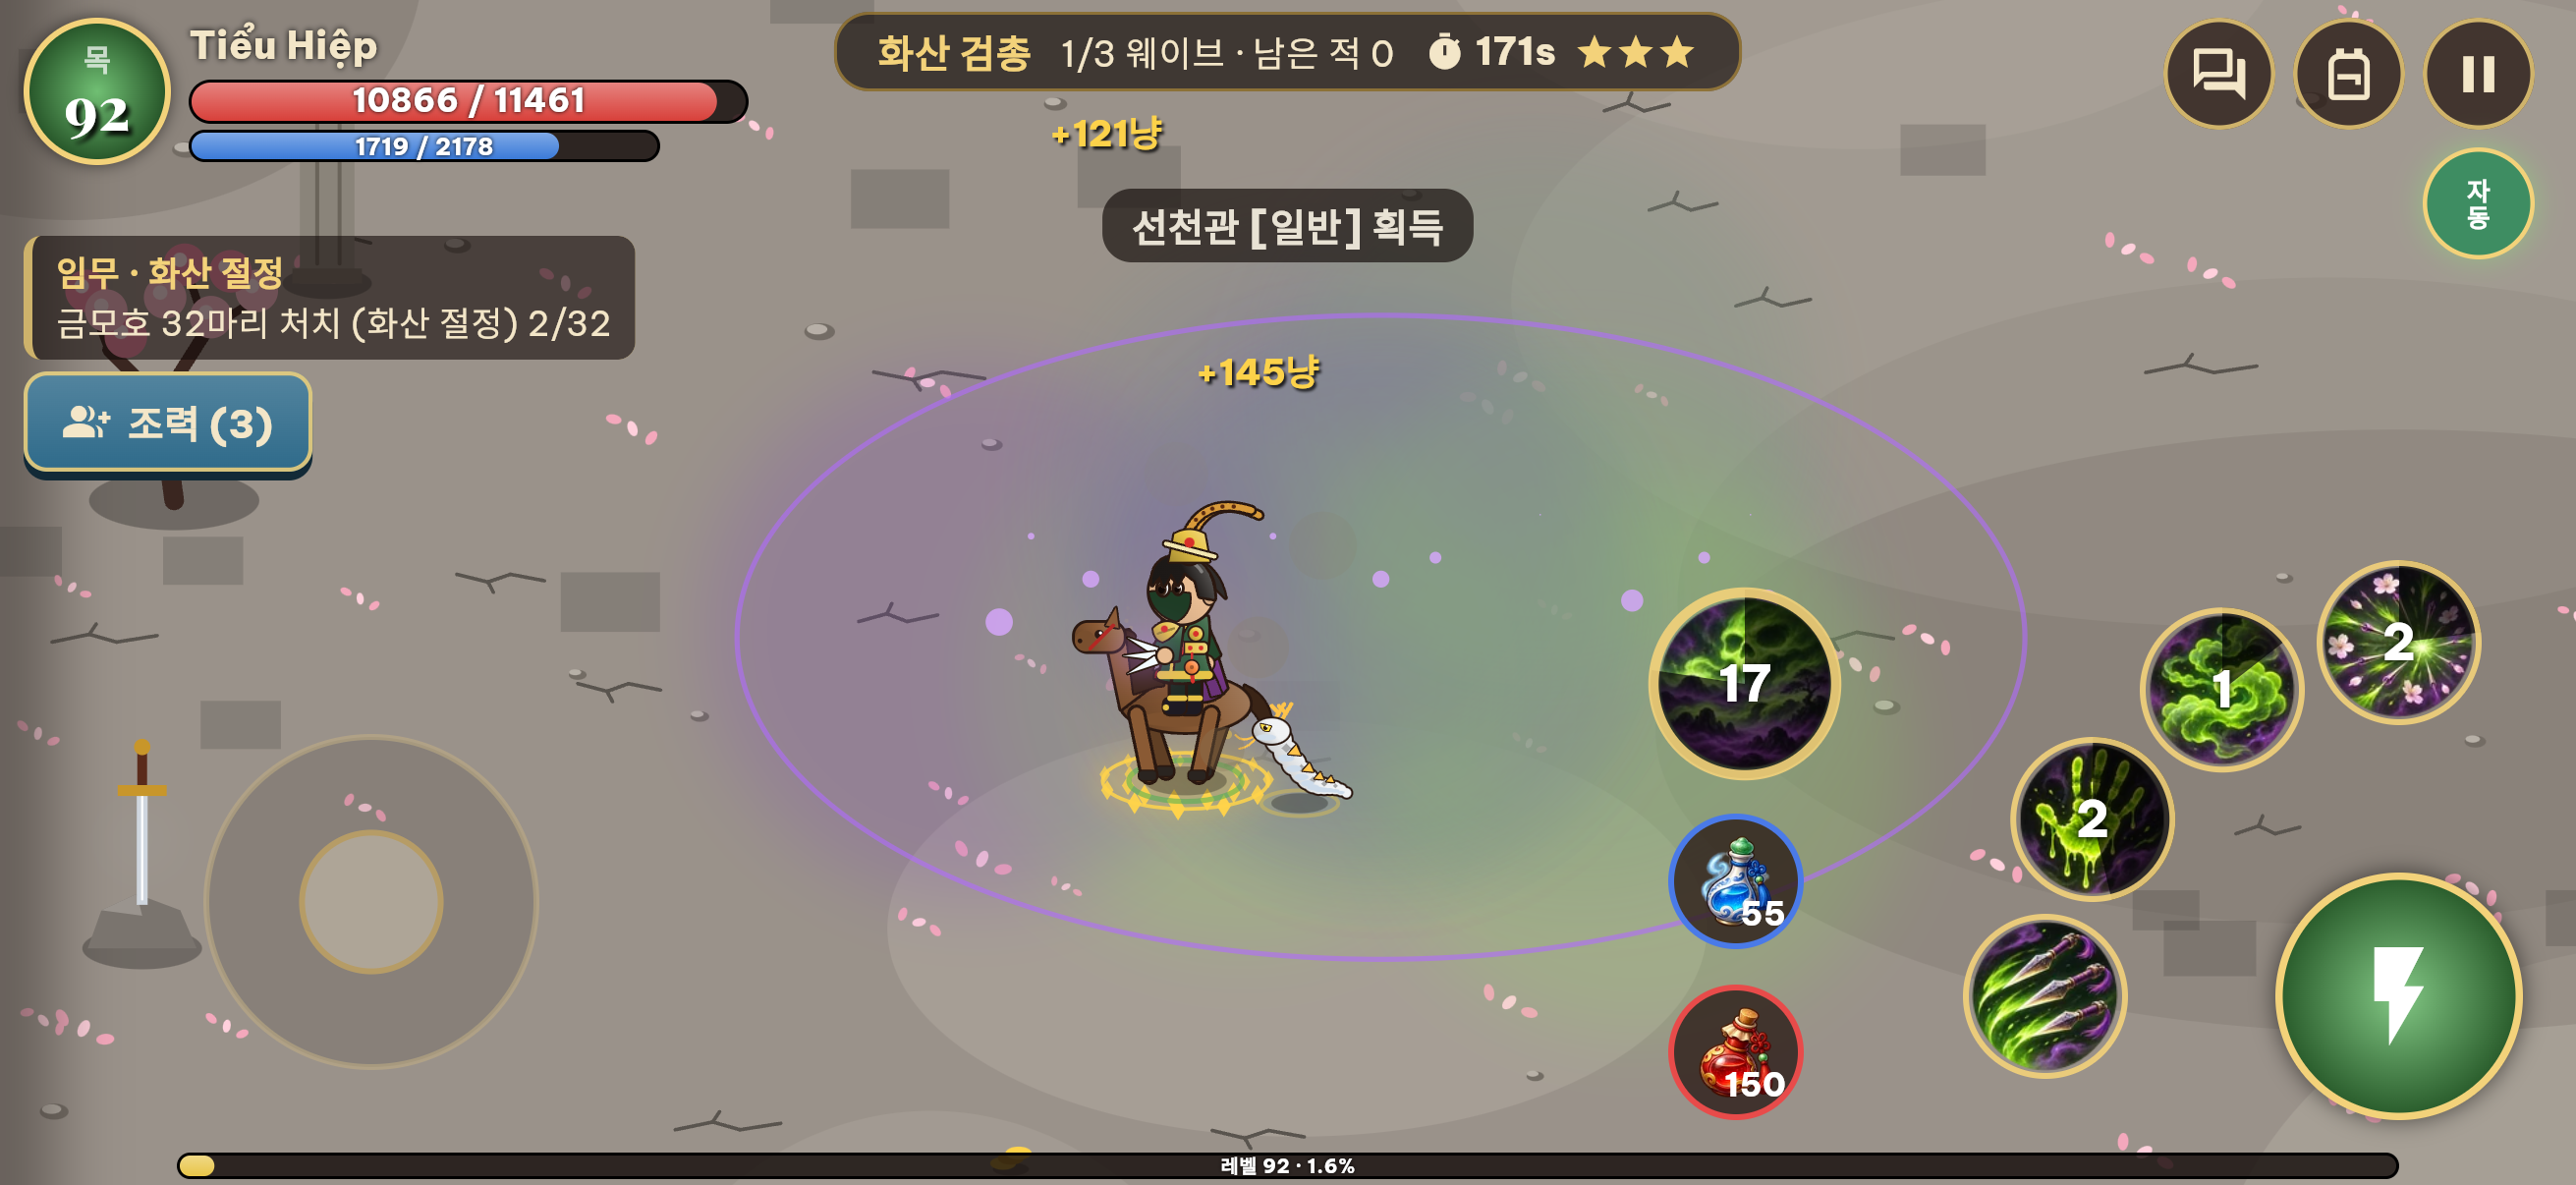 목
92
Tiểu Hiệp
10866 / 11461
1719 / 2178
화산 검총 1/3 웨이브 · 남은 적 0 171s
+121냥
선천관 [일반] 획득
자동
임무 · 화산 절정
금모호 32마리 처치 (화산 절정) 2/32
조력 (3)
+145냥
17
1
2
2
55
150
레벨 92 · 1.6%